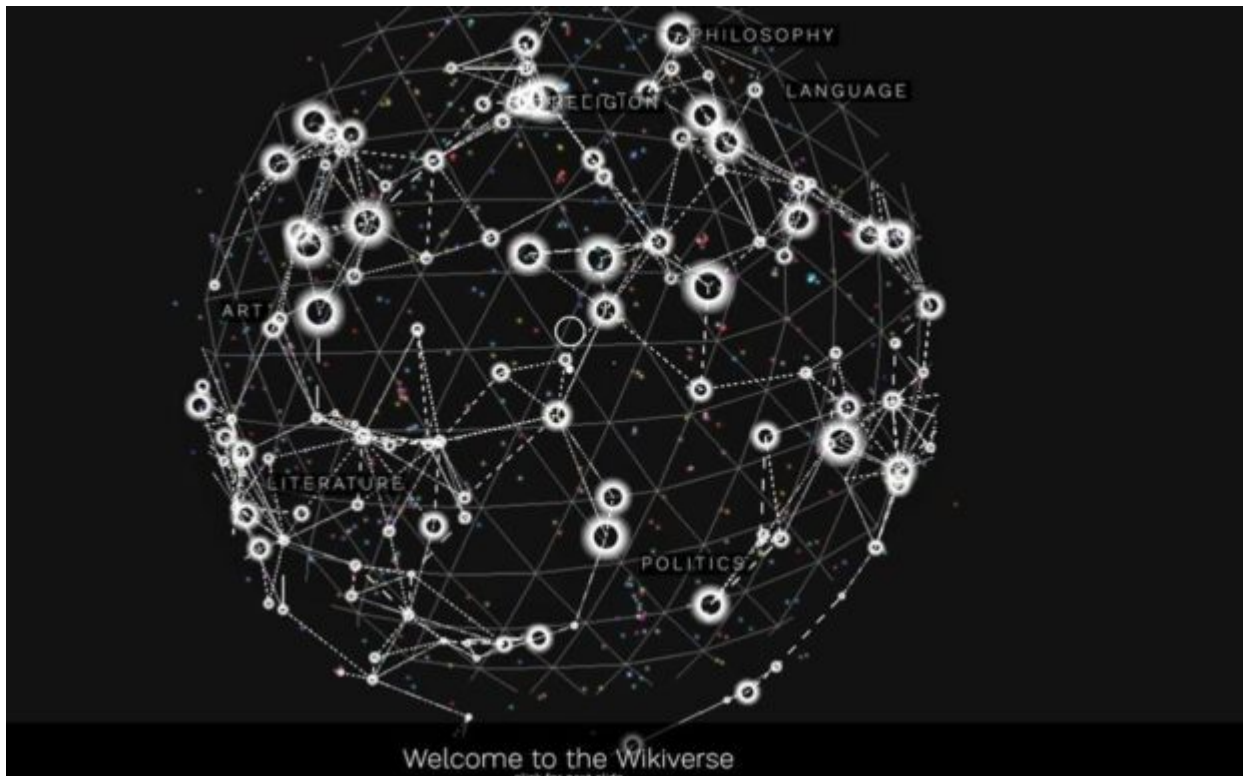 PHILOSOPHY
LANGUAGE
RELIGION
ART
LITERATURE
POLITICS
Welcome to the Wikiverse